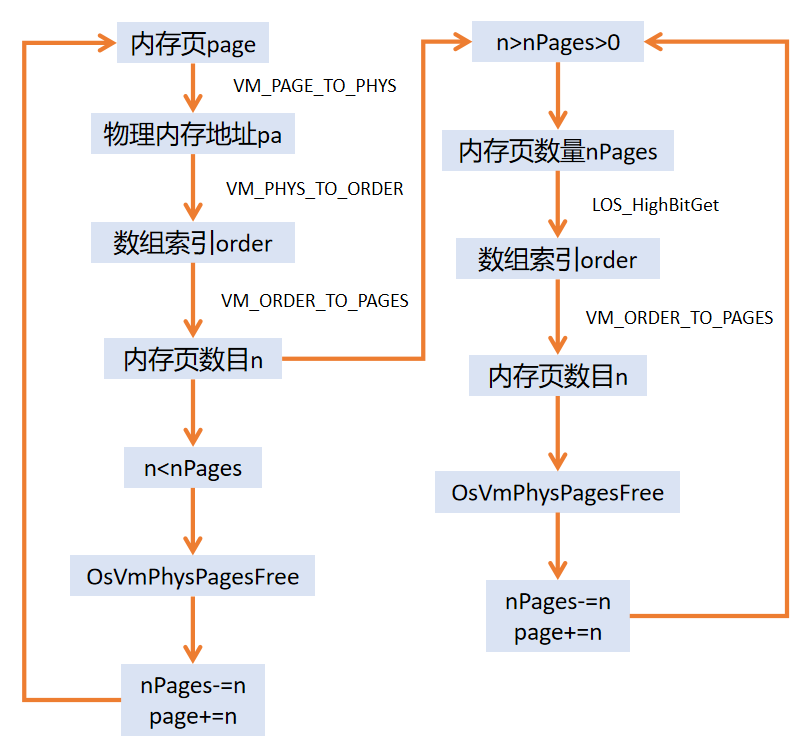 内存页page
VM_PAGE_TO_PHYS
物理内存地址pa
VM_PHYS_TO_ORDER
数组索引order
VM_ORDER_TO_PAGES
内存页数目n
n<nPages
OsVmPhysPagesFree
nPages-=n
page+=n
n>nPages>0
内存页数量nPages
LOS_HighBitGet
数组索引order
VM_ORDER_TO_PAGES
内存页数目n
OsVmPhysPagesFree
nPages-=n
page+=n